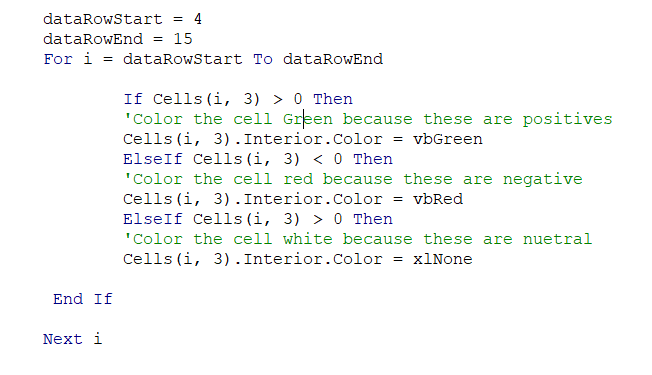 dataRowStart = 4
dataRowEnd = 15
For i = dataRowStart To dataRowEnd
If Cells(i, 3) > 0 Then
'Color the cell Green because these are positives
Cells(i, 3).Interior.Color = vbGreen
ElseIf Cells(i, 3) < 0 Then
'Color the cell red because these are negative
Cells(i, 3).Interior.Color = vbRed
ElseIf Cells(i, 3) > 0 Then
'Color the cell white because these are nuetral
Cells(i, 3).Interior.Color = xlNone
End If
Next i